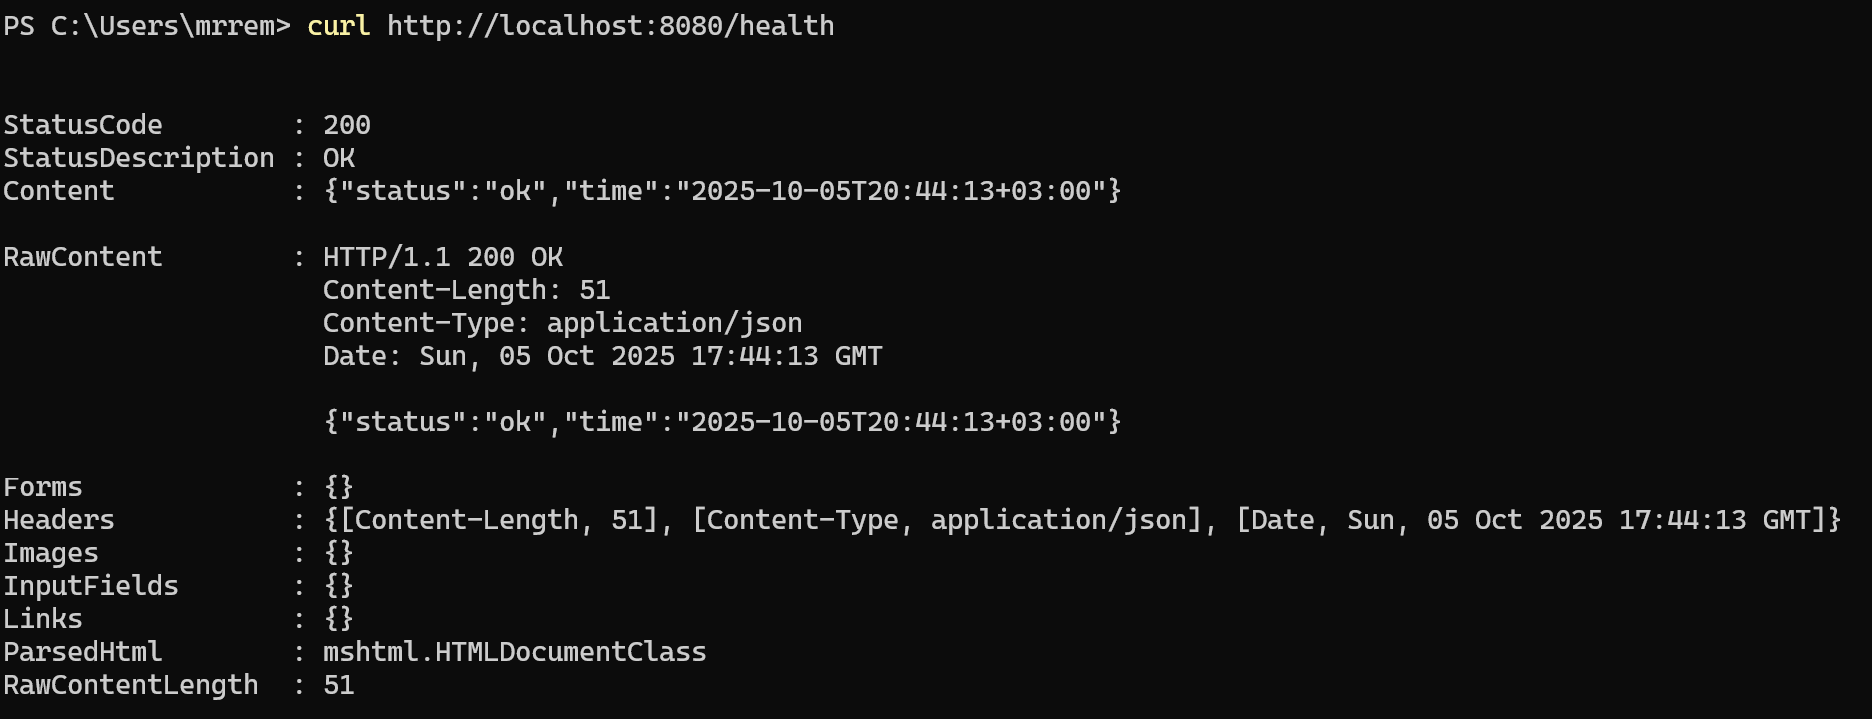 PS C:\Users\mrrem> curl http://localhost:8080/health
StatusCode        : 200
StatusDescription : OK
Content           : {"status":"ok","time":"2025-10-05T20:44:13+03:00"}
RawContent        : HTTP/1.1 200 OK
                    Content-Length: 51
                    Content-Type: application/json
                    Date: Sun, 05 Oct 2025 17:44:13 GMT
                    {"status":"ok","time":"2025-10-05T20:44:13+03:00"}
Forms             : {}
Headers           : {[Content-Length, 51], [Content-Type, application/json], [Date, Sun, 05 Oct 2025 17:44:13 GMT]}
Images            : {}
InputFields       : {}
Links             : {}
ParsedHtml        : mshtml.HTMLDocumentClass
RawContentLength  : 51